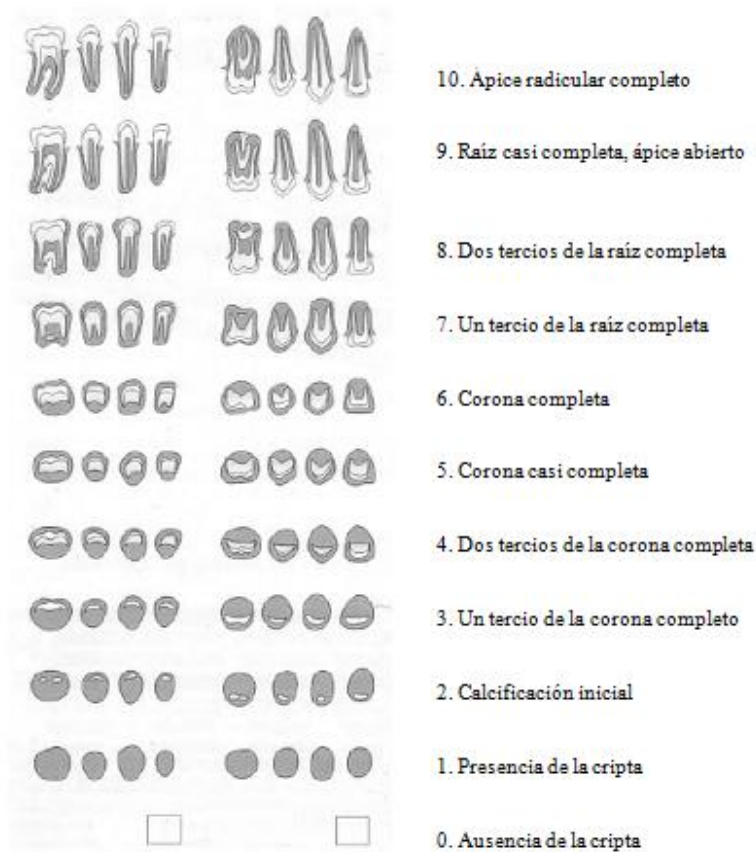 10. Ápice radicular completo
9. Raíz casi completa, ápice abierto
8. Dos tercios de la raíz completa
7. Un tercio de la raíz completa
6. Corona completa
5. Corona casi completa
4. Dos tercios de la corona completa
3. Un tercio de la corona completo
2. Calcificación inicial
1. Presencia de la cripta
0. Ausencia de la cripta